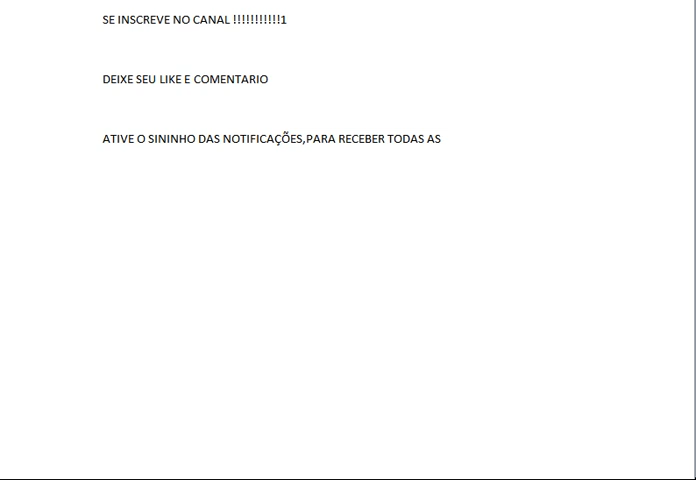 SE INSCREVE NO CANAL !!!!!!!!!!!1
DEIXE SEU LIKE E COMENTARIO
ATIVE O SININHO DAS NOTIFICAÇÕES,PARA RECEBER TODAS AS